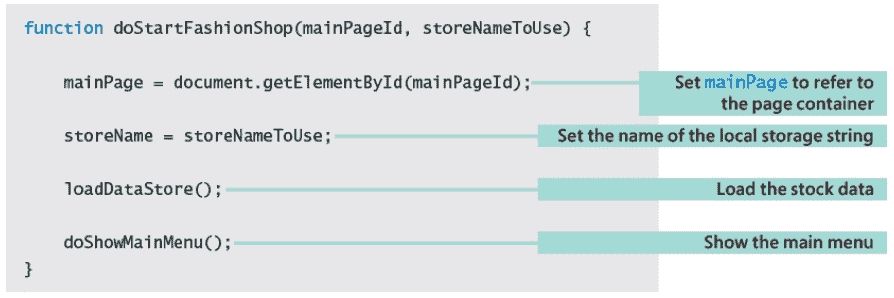 function doStartFashionShop(mainPageId, storeNameToUse) {
mainPage = document.getElementById(mainPageId);
Set mainPage to refer to
the page container
storeName = storeNameToUse;
Set the name of the local storage string
loadDataStore();
Load the stock data
doShowMainMenu();
Show the main menu
}